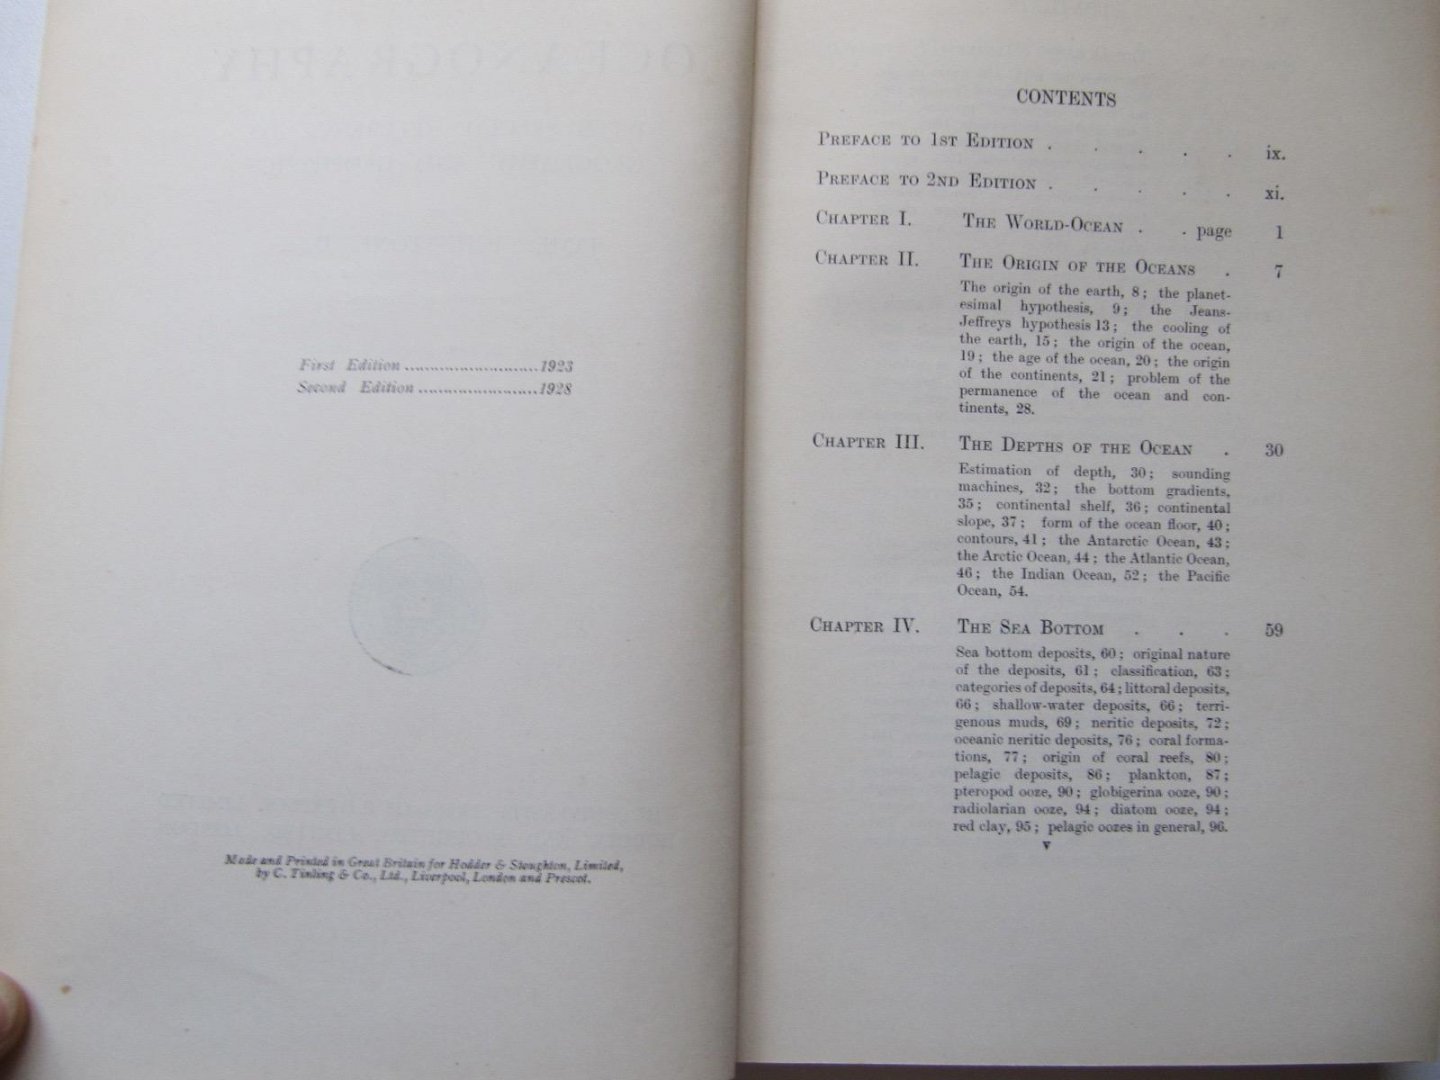 First Edition ........................... 1923
Second Edition ........................ 1928
Made and Printed in Great Britain for Hodder & Stoughton, Limited,
by C. Tinling & Co., Ltd., Liverpool, London and Prescot.
CONTENTS
Preface to 1st Edition . . . . . ix.
Preface to 2nd Edition . . . . . xi.
Chapter I. The World-Ocean . . page 1
Chapter II. The Origin of the Oceans . 7
The origin of the earth, 8; the planet-
esimal hypothesis, 9; the Jeans-
Jeffreys hypothesis 13; the cooling of
the earth, 15; the origin of the ocean,
19; the age of the ocean, 20; the origin
of the continents, 21; problem of the
permanence of the ocean and con-
tinents, 28.
Chapter III. The Depths of the Ocean . 30
Estimation of depth, 30; sounding
machines, 32; the bottom gradients,
35; continental shelf, 36; continental
slope, 37; form of the ocean floor, 40;
contours, 41; the Antarctic Ocean, 43;
the Arctic Ocean, 44; the Atlantic Ocean,
46; the Indian Ocean, 52; the Pacific
Ocean, 54.
Chapter IV. The Sea Bottom . . . 59
Sea bottom deposits, 60; original nature
of the deposits, 61; classification, 63;
categories of deposits, 64; littoral deposits,
66; shallow-water deposits, 66; terri-
genous muds, 69; neritic deposits, 72;
oceanic neritic deposits, 76; coral forma-
tions, 77; origin of coral reefs, 80;
pelagic deposits, 86; plankton, 87;
pteropod ooze, 90; globigerina ooze, 90;
radiolarian ooze, 94; diatom ooze, 94;
red clay, 95; pelagic oozes in general, 96.
v